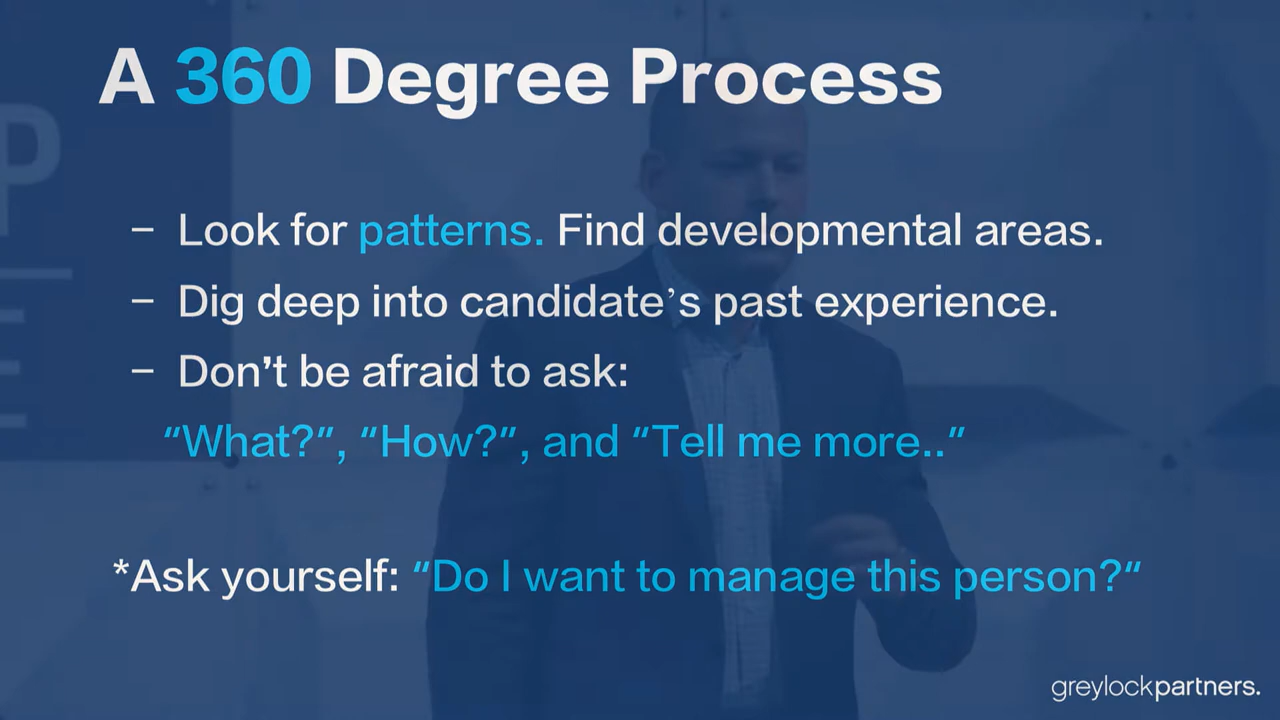 A 360 Degree Process
– Look for patterns. Find developmental areas.
– Dig deep into candidate’s past experience.
– Don’t be afraid to ask:
“What?”, “How?”, and “Tell me more..”
*Ask yourself: “Do I want to manage this person?“
greylockpartners.